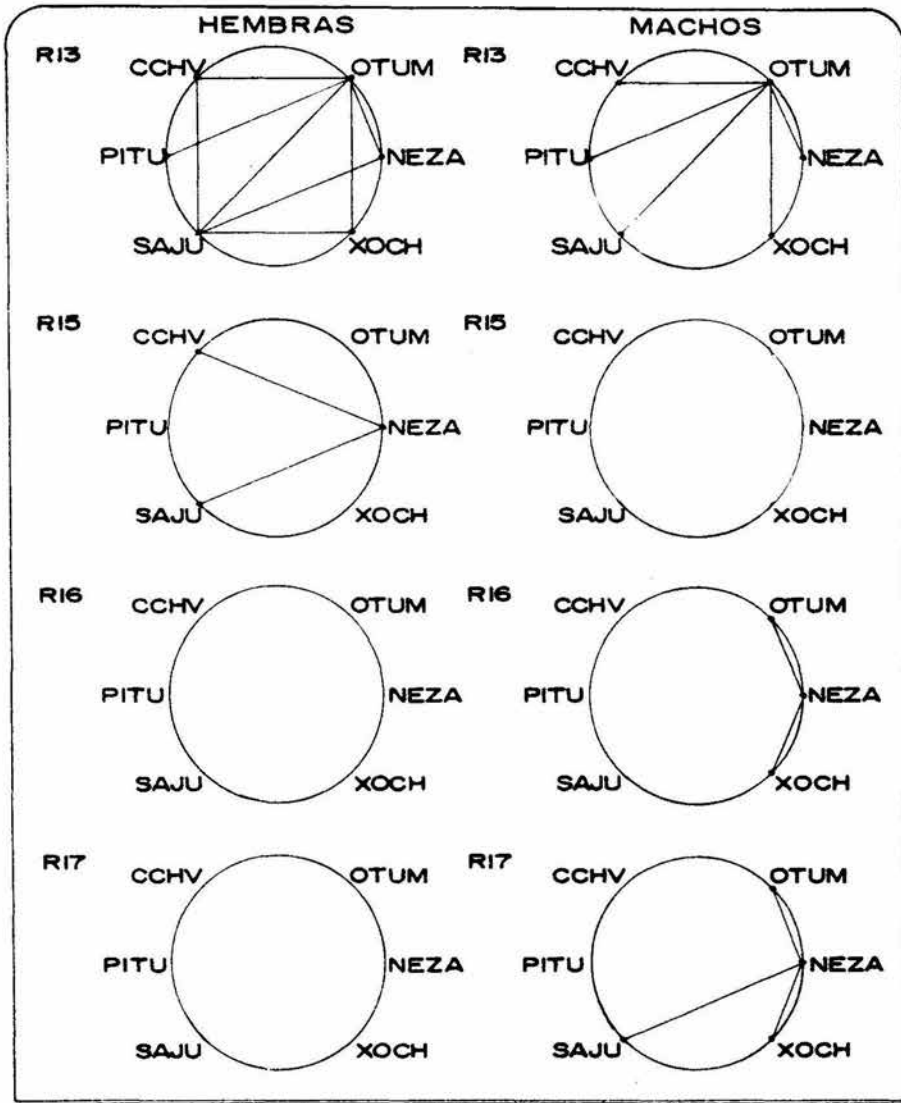 HEMBRAS MACHOS
R13 R13
CCHV OTUM CCHV OTUM
PITU NEZA PITU NEZA
SAJU XOCH SAJU XOCH
R15 R15
CCHV OTUM CCHV OTUM
PITU NEZA PITU NEZA
SAJU XOCH SAJU XOCH
R16 R16
CCHV OTUM CCHV OTUM
PITU NEZA PITU NEZA
SAJU XOCH SAJU XOCH
R17 R17
CCHV OTUM CCHV OTUM
PITU NEZA PITU NEZA
SAJU XOCH SAJU XOCH